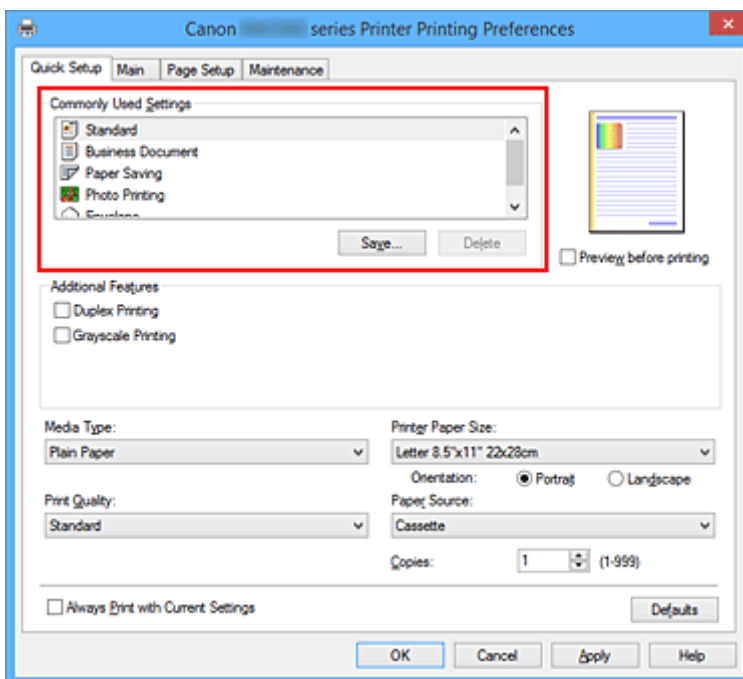 Canon series Printer Printing Preferences
Quick Setup Main Page Setup Maintenance
Commonly Used Settings
Standard
Business Document
Paper Saving
Photo Printing
Envelope
Save... Delete
Preview before printing
Additional Features
Duplex Printing
Grayscale Printing
Media Type: Printer Paper Size:
Plain Paper Letter 8.5"x11" 22x28cm
Orientation: Portrait Landscape
Print Quality: Paper Source:
Standard Cassette
Copies: 1 (1-999)
Always Print with Current Settings Defaults
OK Cancel Apply Help